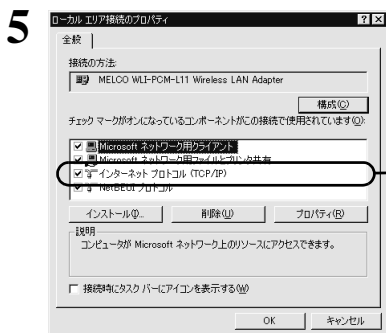 5
ローカル エリア接続のプロパティ
全般
接続の方法:
MELCO WLI-PCM-L11 Wireless LAN Adapter
構成(C)
チェック マークがオンになっているコンポーネントがこの接続で使用されています(O):
Microsoft ネットワーク用クライアント
Microsoft ネットワーク用ファイルとプリンタ共有
インターネット プロトコル (TCP/IP)
NetBEUI プロトコル
インストール(I)... 削除(U) プロパティ(R)
説明
コンピュータが Microsoft ネットワーク上のリソースにアクセスできます。
接続時にタスク バーにアイコンを表示する(W)
OK キャンセル